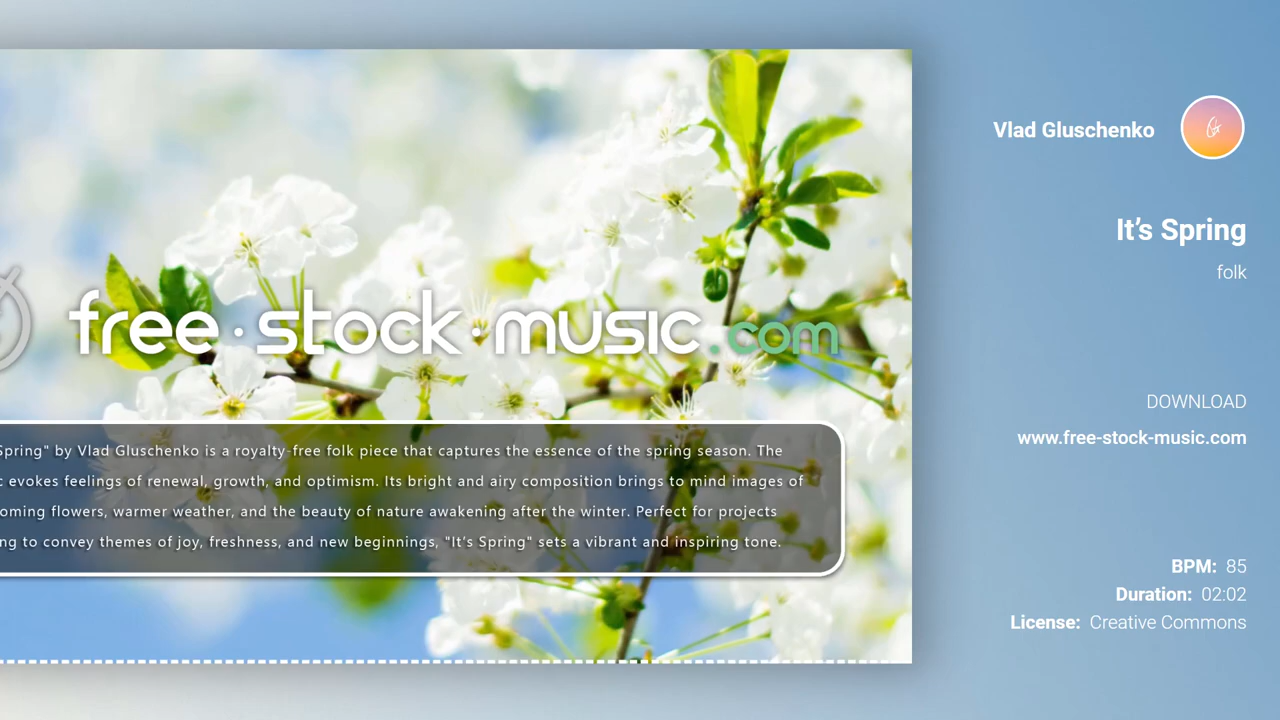 free·stock·music.com
Spring" by Vlad Gluschenko is a royalty-free folk piece that captures the essence of the spring season. The
evokes feelings of renewal, growth, and optimism. Its bright and airy composition brings to mind images of
flowers, warmer weather, and the beauty of nature awakening after the winter. Perfect for projects
to convey themes of joy, freshness, and new beginnings, "It's Spring" sets a vibrant and inspiring tone.
Vlad Gluschenko
It's Spring
folk
DOWNLOAD
www.free-stock-music.com
BPM: 85
Duration: 02:02
License: Creative Commons